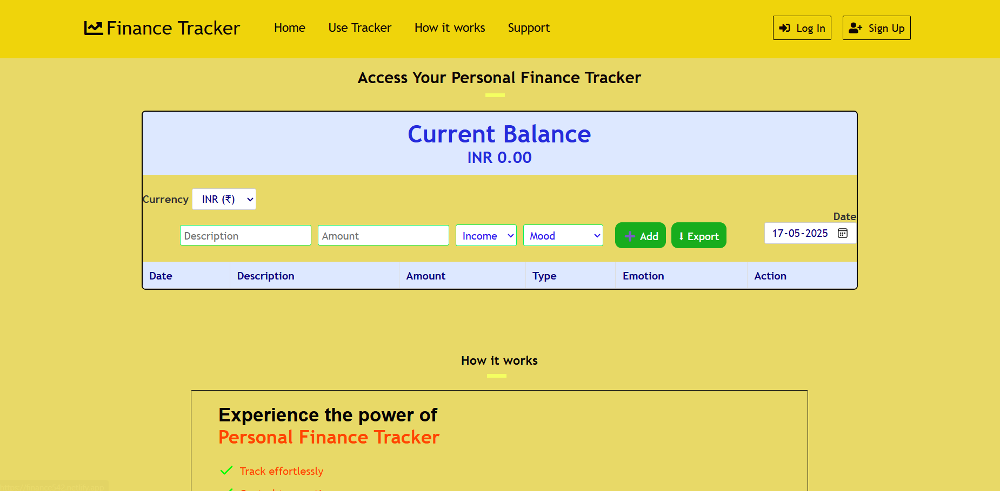 Finance Tracker
Home
Use Tracker
How it works
Support
Log In
Sign Up
Access Your Personal Finance Tracker
Current Balance
INR 0.00
Currency
INR (₹)
Date
Description
Amount
Income
Mood
Add
Export
17-05-2025
Date Description Amount Type Emotion Action
How it works
Experience the power of
Personal Finance Tracker
Track effortlessly